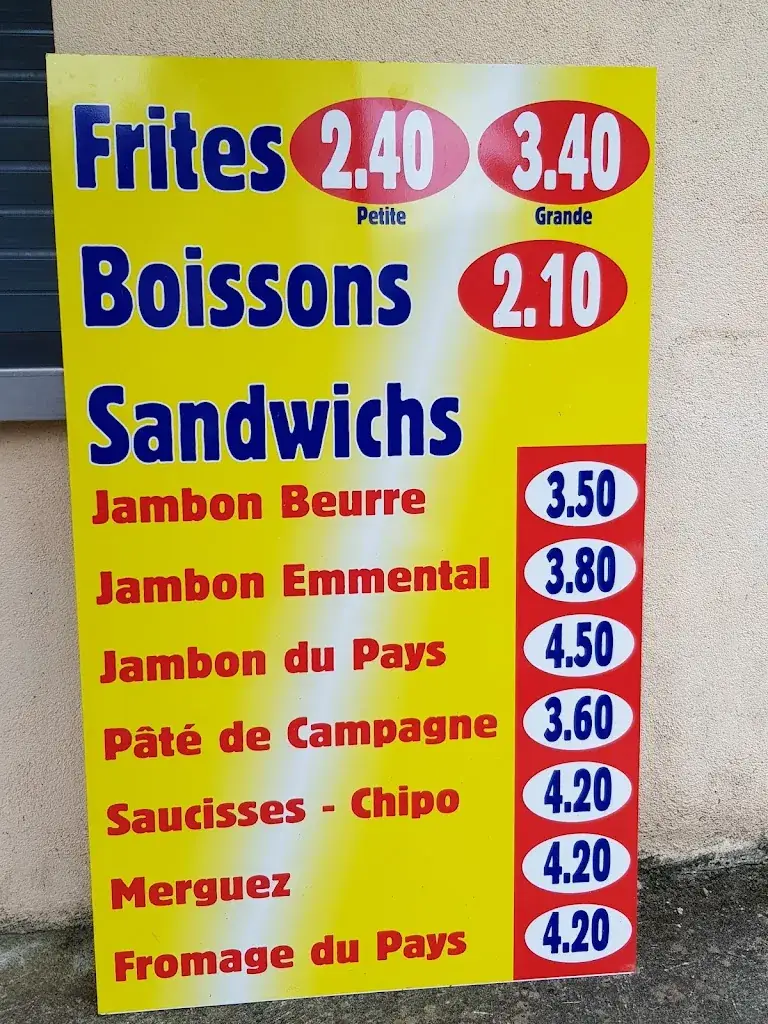 Frites 2.40 3.40
Petite Grande
Boissons 2.10
Sandwichs
Jambon Beurre 3.50
Jambon Emmental 3.80
Jambon du Pays 4.50
Pâté de Campagne 3.60
Saucisses - Chipo 4.20
Merguez 4.20
Fromage du Pays 4.20